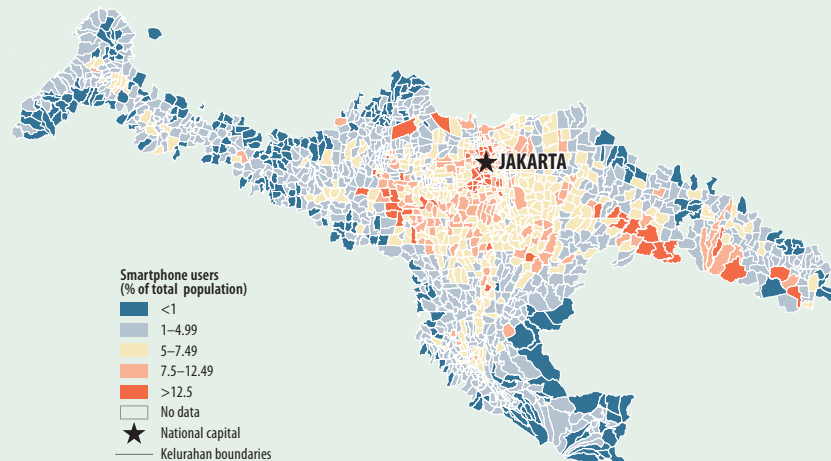 JAKARTA
Smartphone users
(% of total population)
<1
1–4.99
5–7.49
7.5–12.49
>12.5
No data
National capital
Kelurahan boundaries